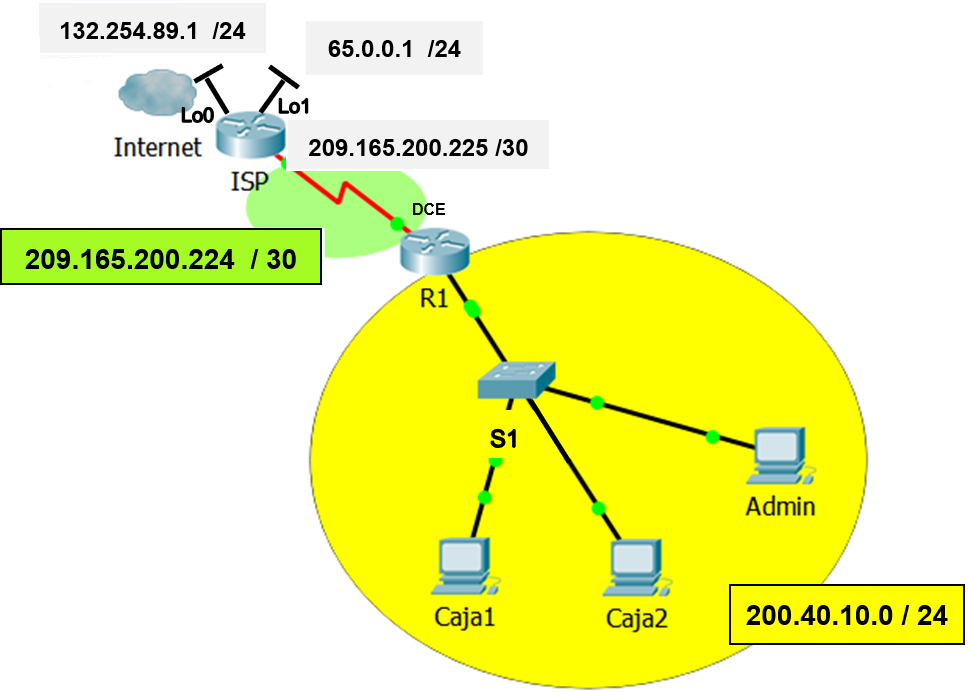 132.254.89.1 /24
65.0.0.1 /24
Lo0
Lo1
Internet
209.165.200.225 /30
ISP
DCE
209.165.200.224 / 30
R1
S1
Admin
Caja1
Caja2
200.40.10.0 / 24